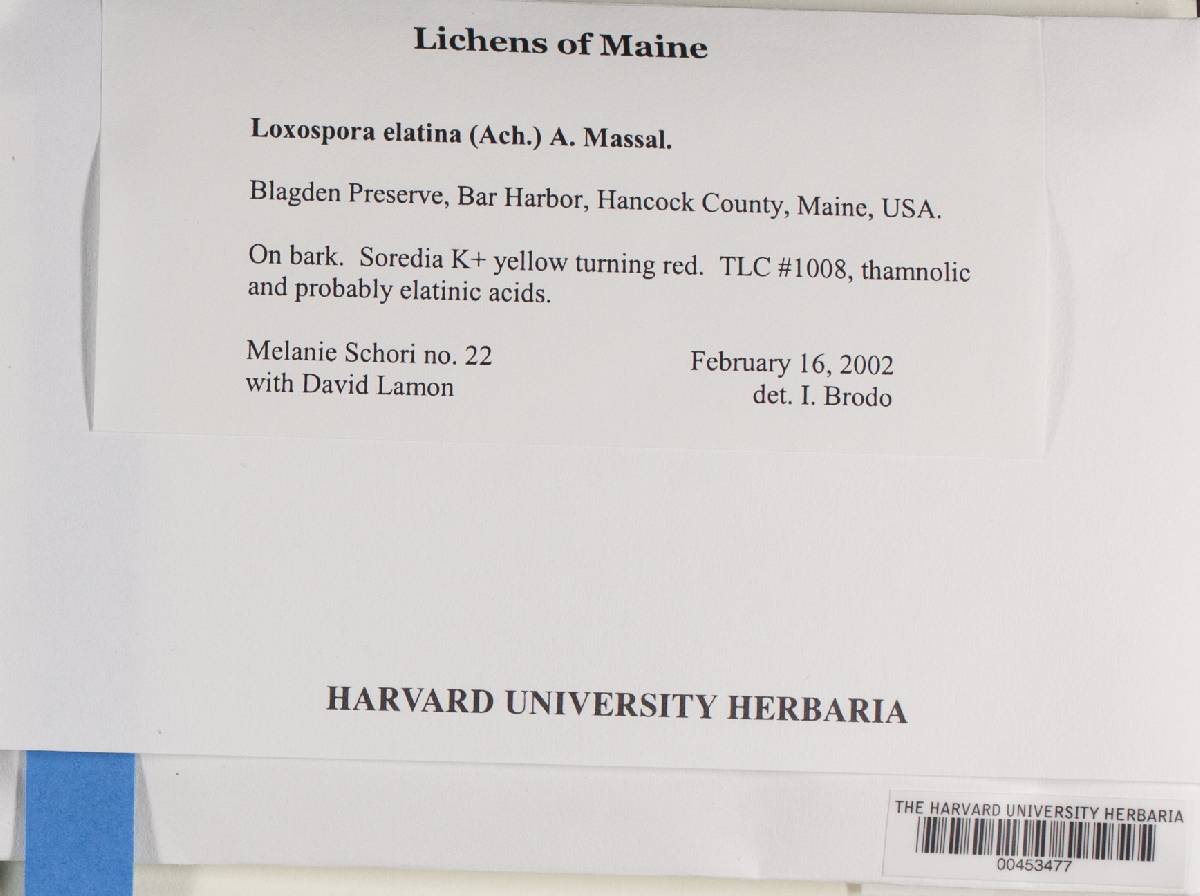 Lichens of Maine
Loxospora elatina (Ach.) A. Massal.
Blagden Preserve, Bar Harbor, Hancock County, Maine, USA.
On bark. Soredia K+ yellow turning red. TLC #1008, thamnolic
and probably elatinic acids.
Melanie Schori no. 22 February 16, 2002
with David Lamon det. I. Brodo
HARVARD UNIVERSITY HERBARIA
THE HARVARD UNIVERSITY HERBARIA
00453477